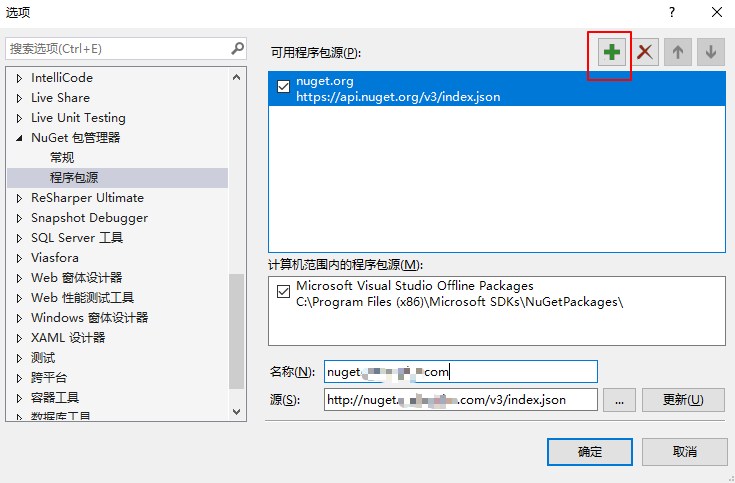 选项
搜索选项(Ctrl+E)
IntelliCode
Live Share
Live Unit Testing
NuGet 包管理器
常规
程序包源
ReSharper Ultimate
Snapshot Debugger
SQL Server 工具
Viasfora
Web 窗体设计器
Web 性能测试工具
Windows 窗体设计器
XAML 设计器
测试
跨平台
容器工具
数据库工具
可用程序包源(P):
nuget.org
https://api.nuget.org/v3/index.json
计算机范围内的程序包源(M):
Microsoft Visual Studio Offline Packages
C:\Program Files (x86)\Microsoft SDKs\NuGetPackages\
名称(N): nuget. com
源(S): http://nuget. .com/v3/index.json ... 更新(U)
确定 取消